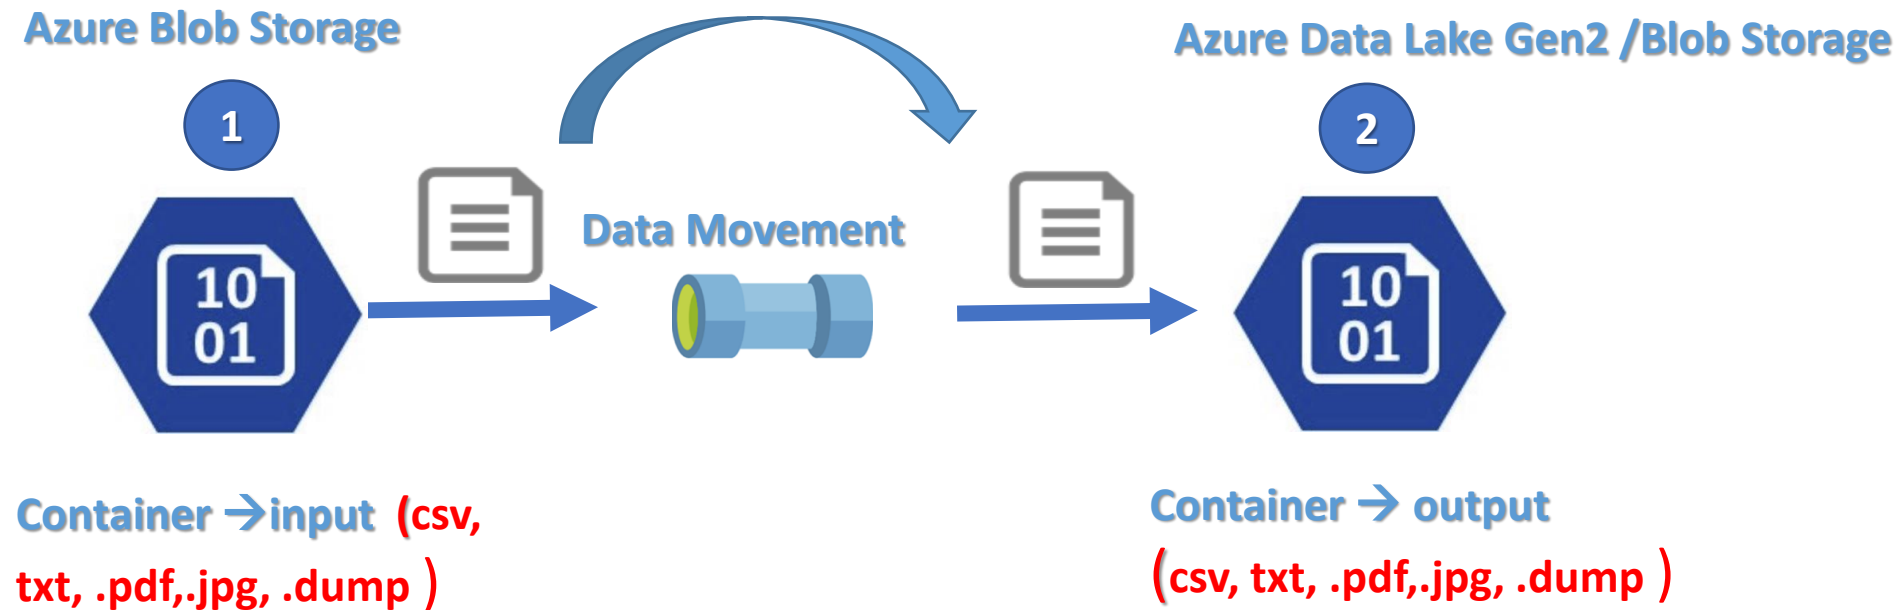 Azure Blob Storage
Azure Data Lake Gen2 /Blob Storage
1
2
Data Movement
10
01
10
01
Container →input (csv,
txt, .pdf,.jpg, .dump )
Container → output
(csv, txt, .pdf,.jpg, .dump )